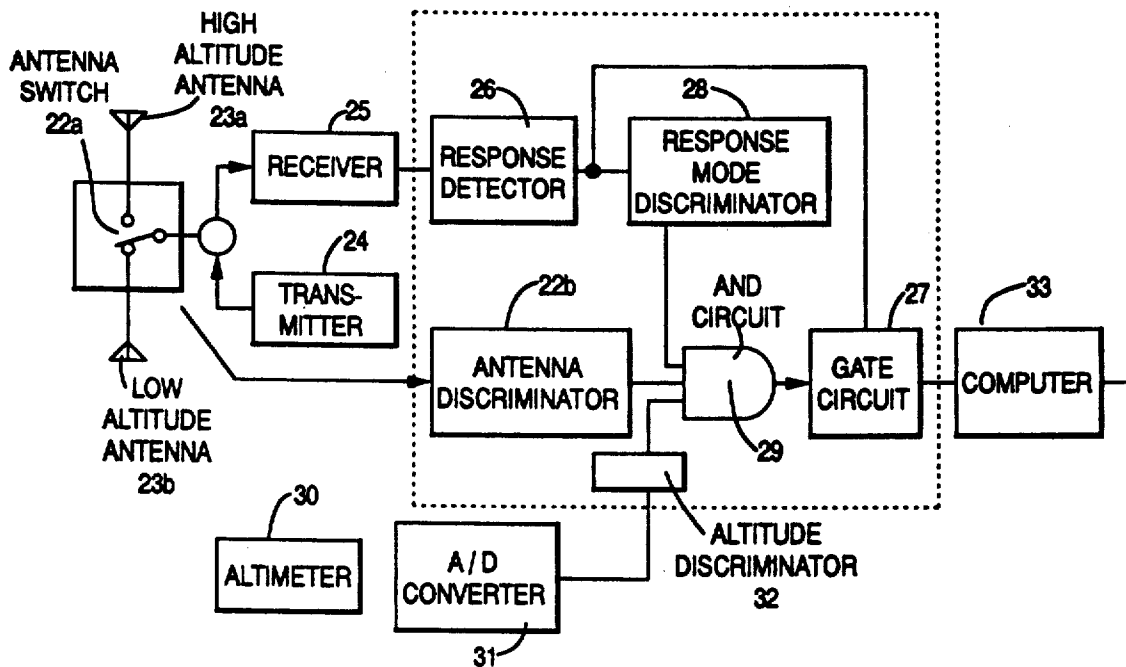 HIGH
ALTITUDE
ANTENNA
23a
ANTENNA
SWITCH
22a
25
RECEIVER
26
RESPONSE
DETECTOR
28
RESPONSE
MODE
DISCRIMINATOR
24
TRANS-
MITTER
22b
ANTENNA
DISCRIMINATOR
AND
CIRCUIT
29
27
GATE
CIRCUIT
33
COMPUTER
LOW
ALTITUDE
ANTENNA
23b
30
ALTIMETER
A/D
CONVERTER
31
ALTITUDE
DISCRIMINATOR
32